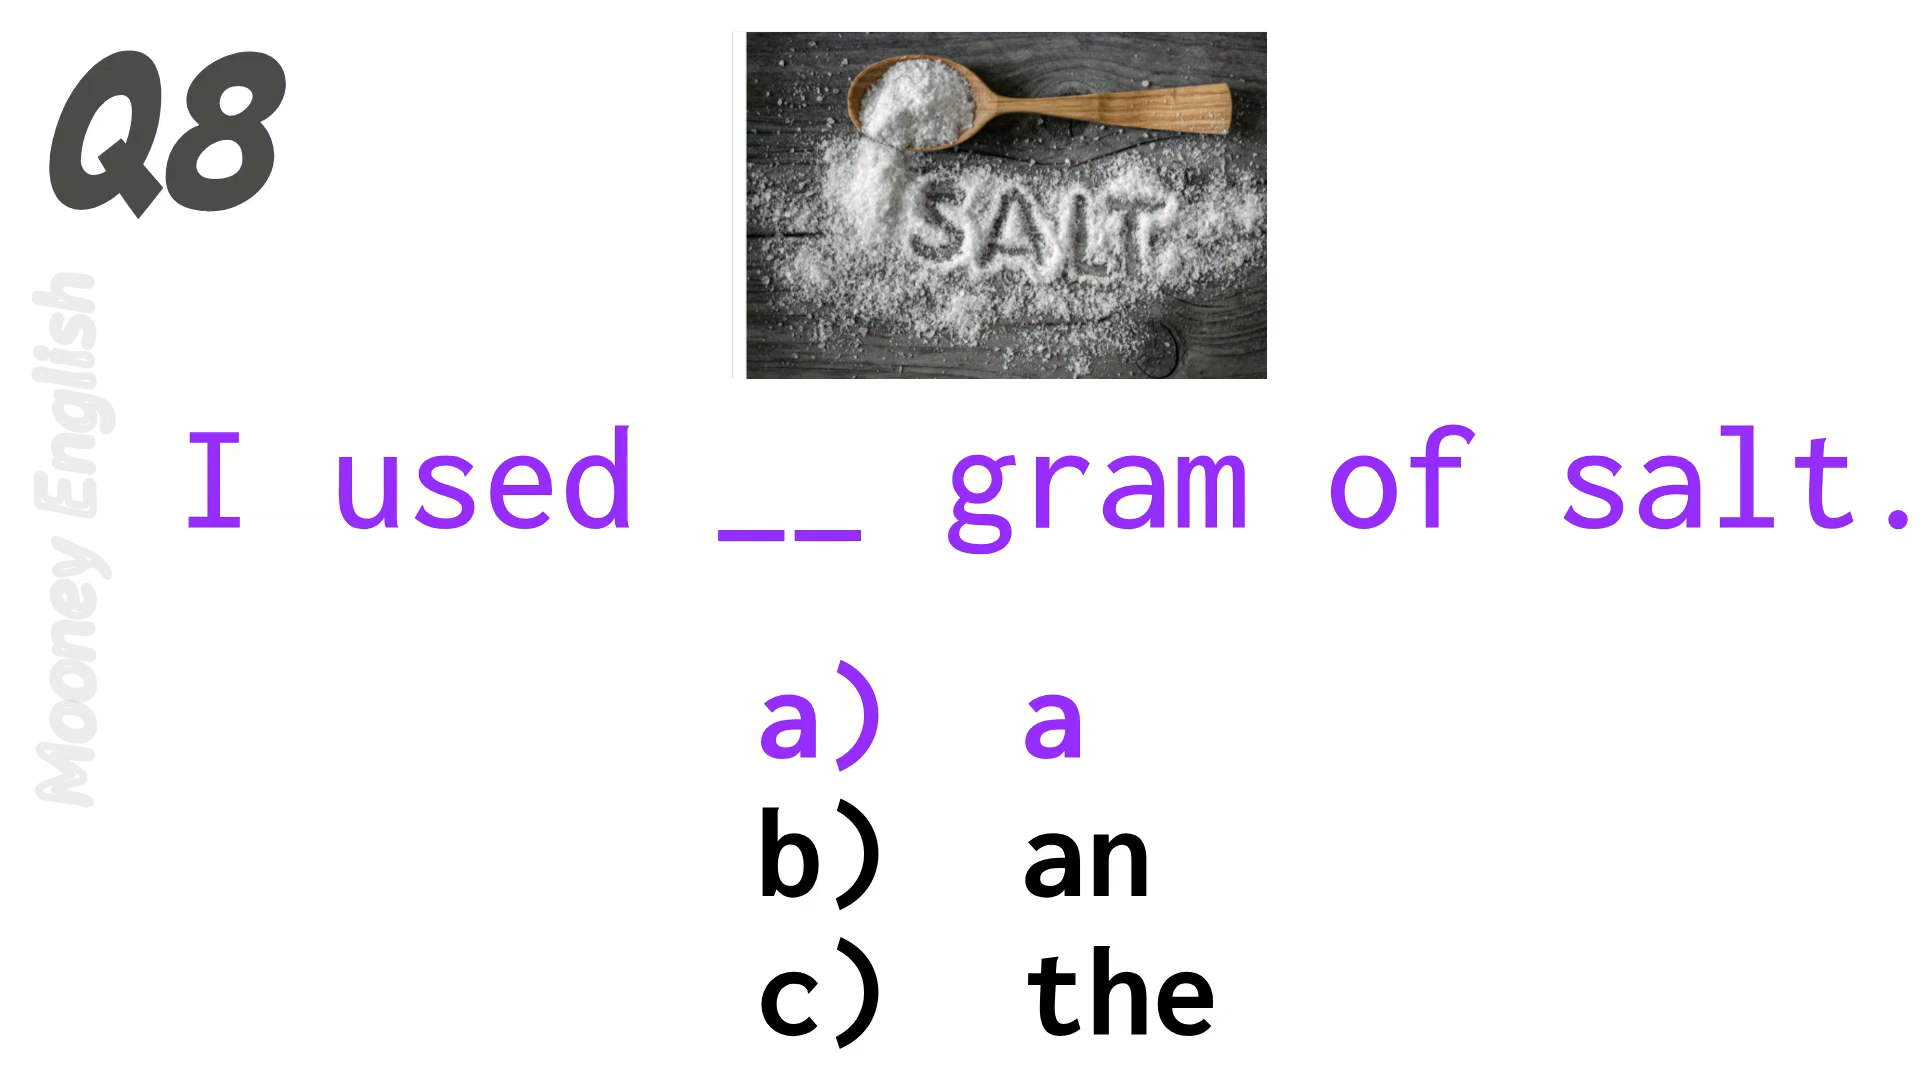 Q8
Mooney English
SALT
I used __ gram of salt.
a) a
b) an
c) the